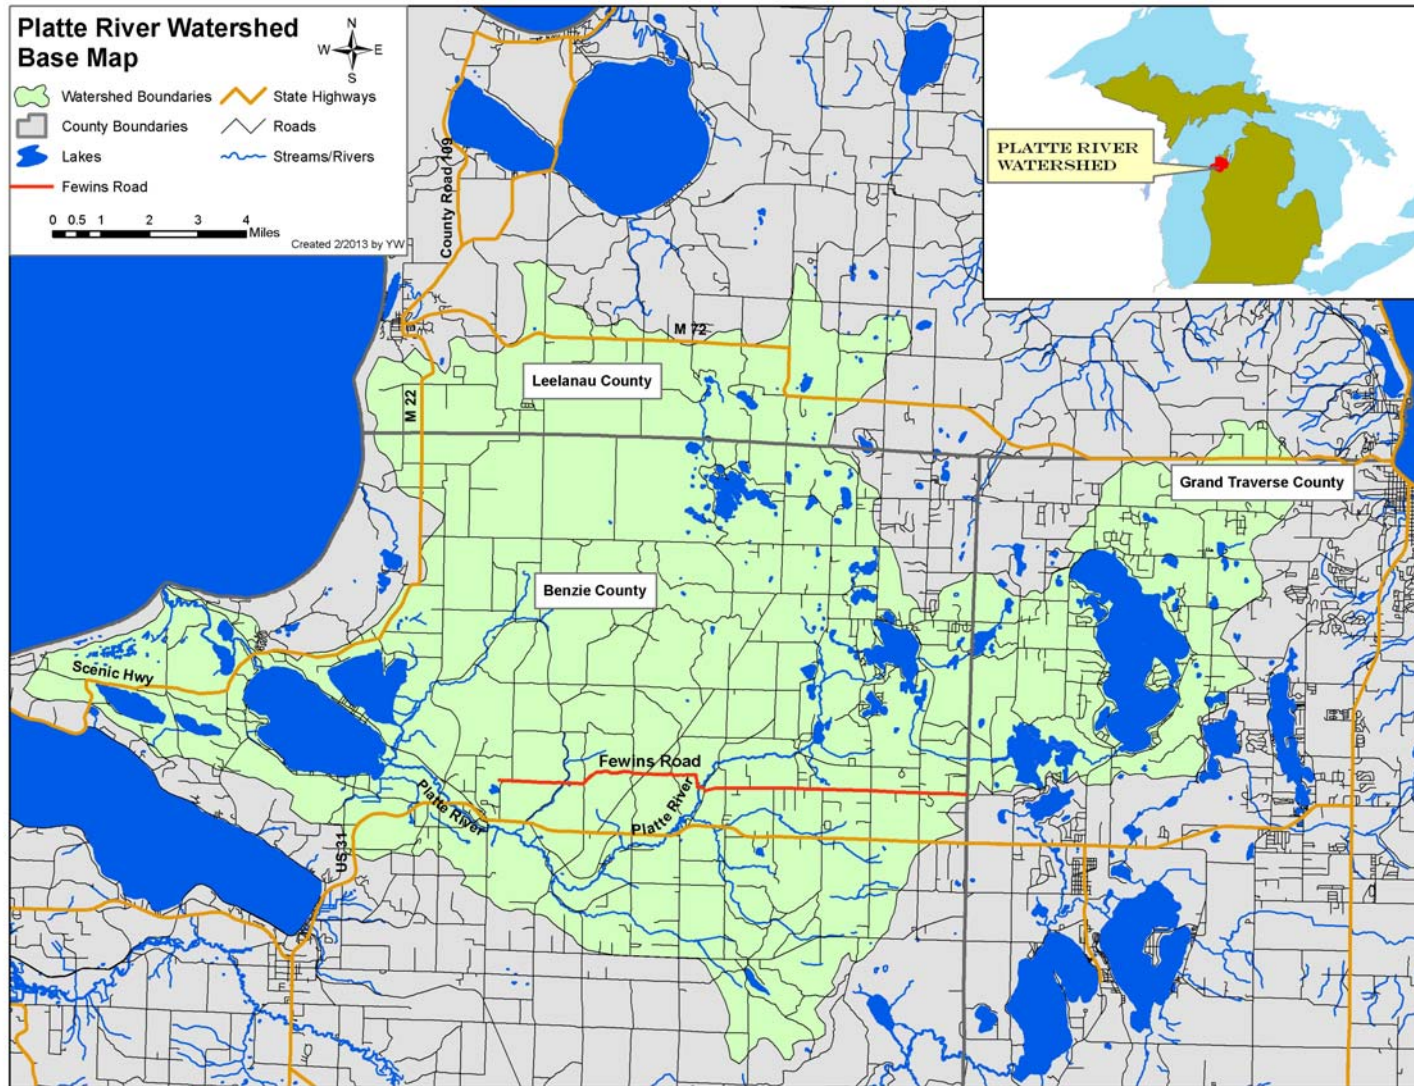 Platte River Watershed
Base Map
N
W E
S
Watershed Boundaries
State Highways
County Boundaries
Roads
Lakes
Streams/Rivers
Fewins Road
0 0.5 1 2 3 4
Miles
Created 2/2013 by YW
County Road 109
PLATTE RIVER
WATERSHED
M 72
Leelanau County
M 22
Grand Traverse County
Benzie County
Scenic Hwy
Fewins Road
Platte River
Platte River
US 31